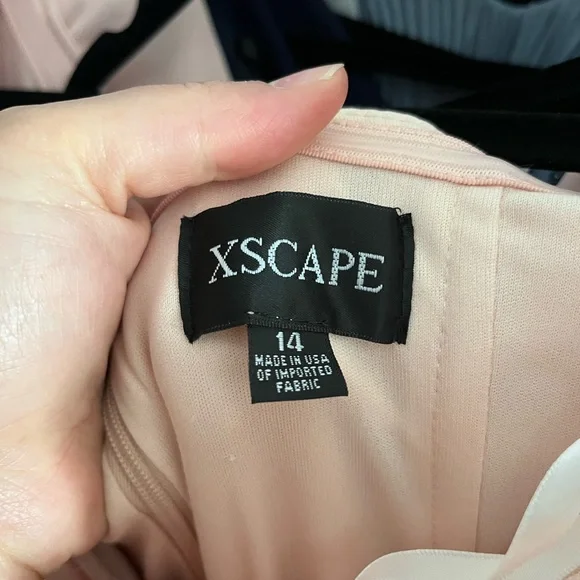 XSCAPE
14
MADE IN USA
OF IMPORTED
FABRIC